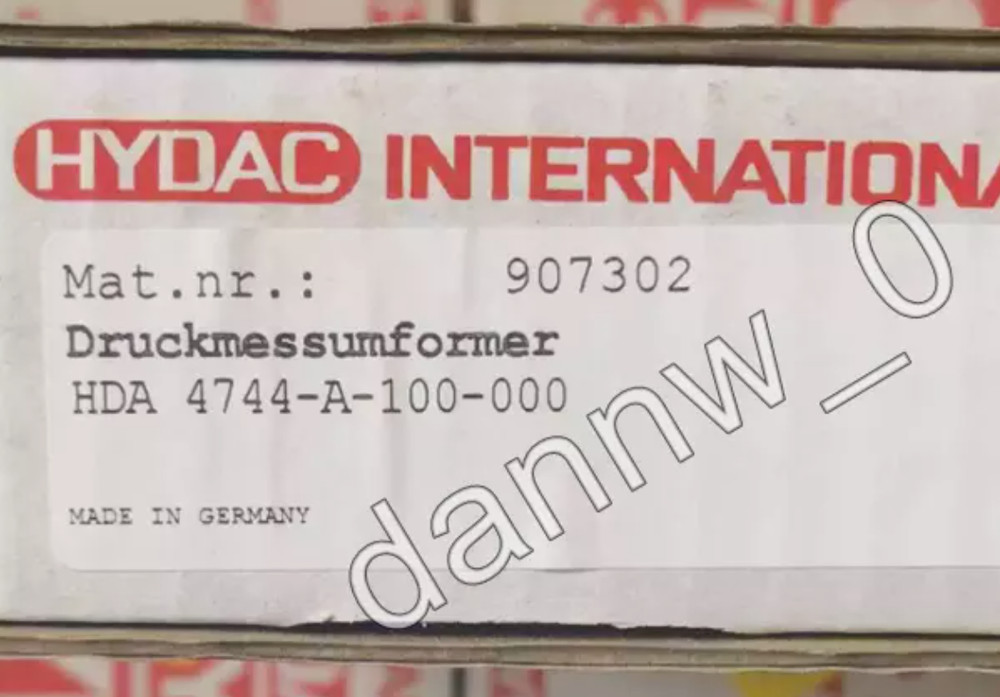 HYDAC INTERNATIONA
Mat.nr.: 907302
Druckmessumformer
HDA 4744-A-100-000
MADE IN GERMANY
dannw_0